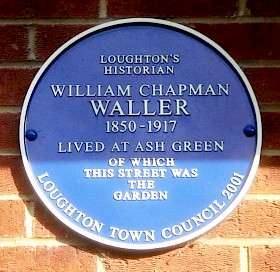 LOUGHTON'S
HISTORIAN
WILLIAM CHAPMAN
WALLER
1850-1917
LIVED AT ASH GREEN
OF WHICH
THIS STREET WAS
THE
GARDEN
LOUGHTON TOWN COUNCIL 2001